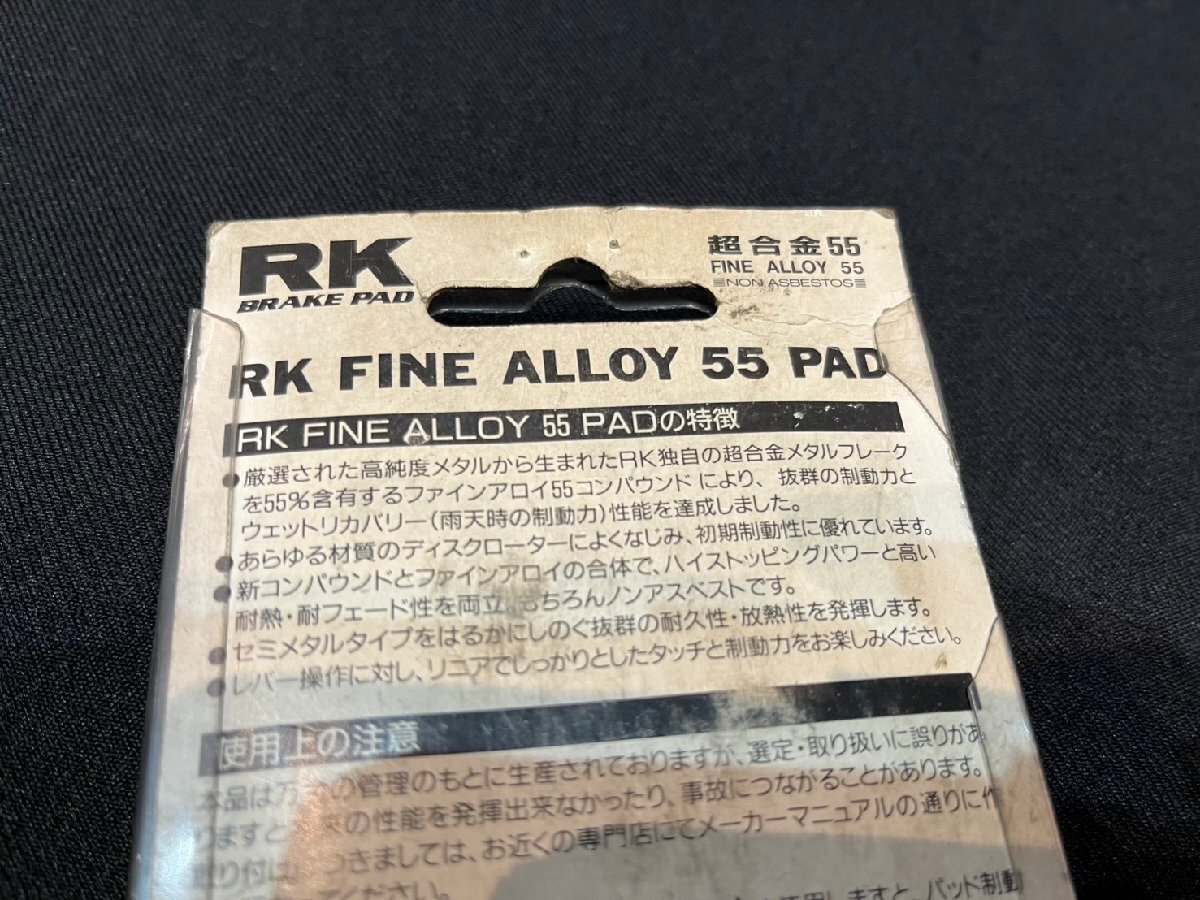 RK
BRAKE PAD
超合金55
FINE ALLOY 55
NON ASBESTOS
RK FINE ALLOY 55 PAD
RK FINE ALLOY 55 PADの特徴
●厳選された高純度メタルから生まれたRK独自の超合金メタルフレーク
を55%含有するファインアロイ55コンパウンドにより、抜群の制動力と
ウェットリカバリー(雨天時の制動力)性能を達成しました。
●あらゆる材質のディスクローターによくなじみ、初期制動性に優れています。
●新コンパウンドとファインアロイの合体で、ハイストッピングパワーと高い
耐熱・耐フェード性を両立。もちろんノンアスベストです。
●セミメタルタイプをはるかにしのぐ抜群の耐久性・放熱性を発揮します。
●レバー操作に対し、リニアでしっかりとしたタッチと制動力をお楽しみください。
使用上の注意
本品は万 の管理のもとに生産されておりますが、選定・取り扱いに誤りがあ
りますと 来の性能を発揮出来なかったり、事故につながることがあります。
取り付け つきましては、お近くの専門店にてメーカーマニュアルの通りに作
ください。
使用しますと、パッド制動